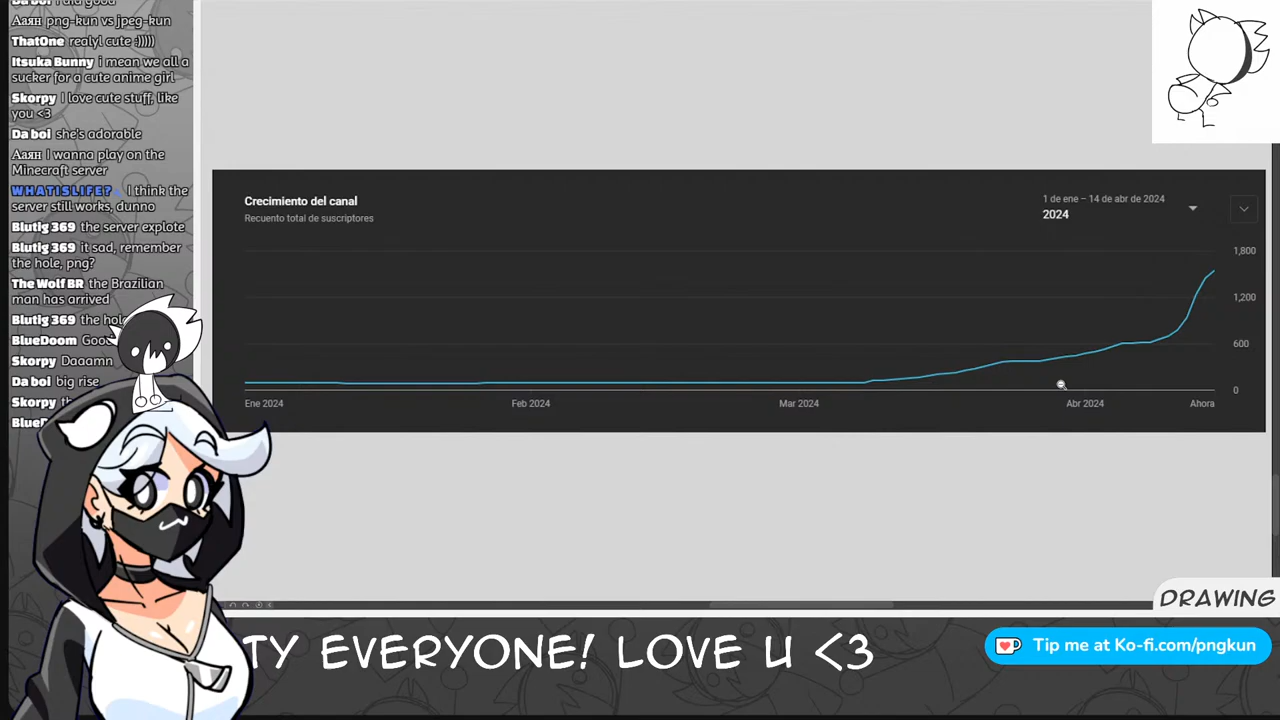 Da boi I did good
Aаян png-kun vs jpeg-kun
ThatOne realyl cute :)))))
Itsuka Bunny i mean we all a
sucker for a cute anime girl
Skorpy I love cute stuff, like
you <3
Da boi she's adorable
Aаян I wanna play on the
Minecraft server
WHATISLIFE? I think the
server still works, dunno
Blutig 369 the server explote
Blutig 369 it sad, remember
the hole, png?
The Wolf BR the Brazilian
man has arrived
Blutig 369 the
BlueDoom
Skorpy Daaamn
Da boi big rise
Skorpy
Crecimiento del canal
Recuento total de suscriptores
1 de ene – 14 de abr de 2024
2024
1,800
1,200
600
0
Ene 2024 Feb 2024 Mar 2024 Abr 2024 Ahora
DRAWING
TY EVERYONE! LOVE U <3
Tip me at Ko-fi.com/pngkun